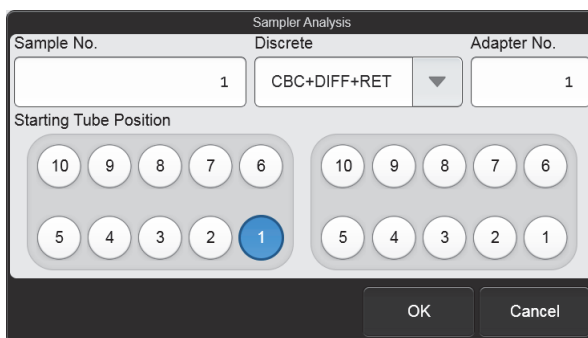 Sampler Analysis
Sample No. Discrete Adapter No.
1 CBC+DIFF+RET 1
Starting Tube Position
10 9 8 7 6 10 9 8 7 6
5 4 3 2 1 5 4 3 2 1
OK Cancel